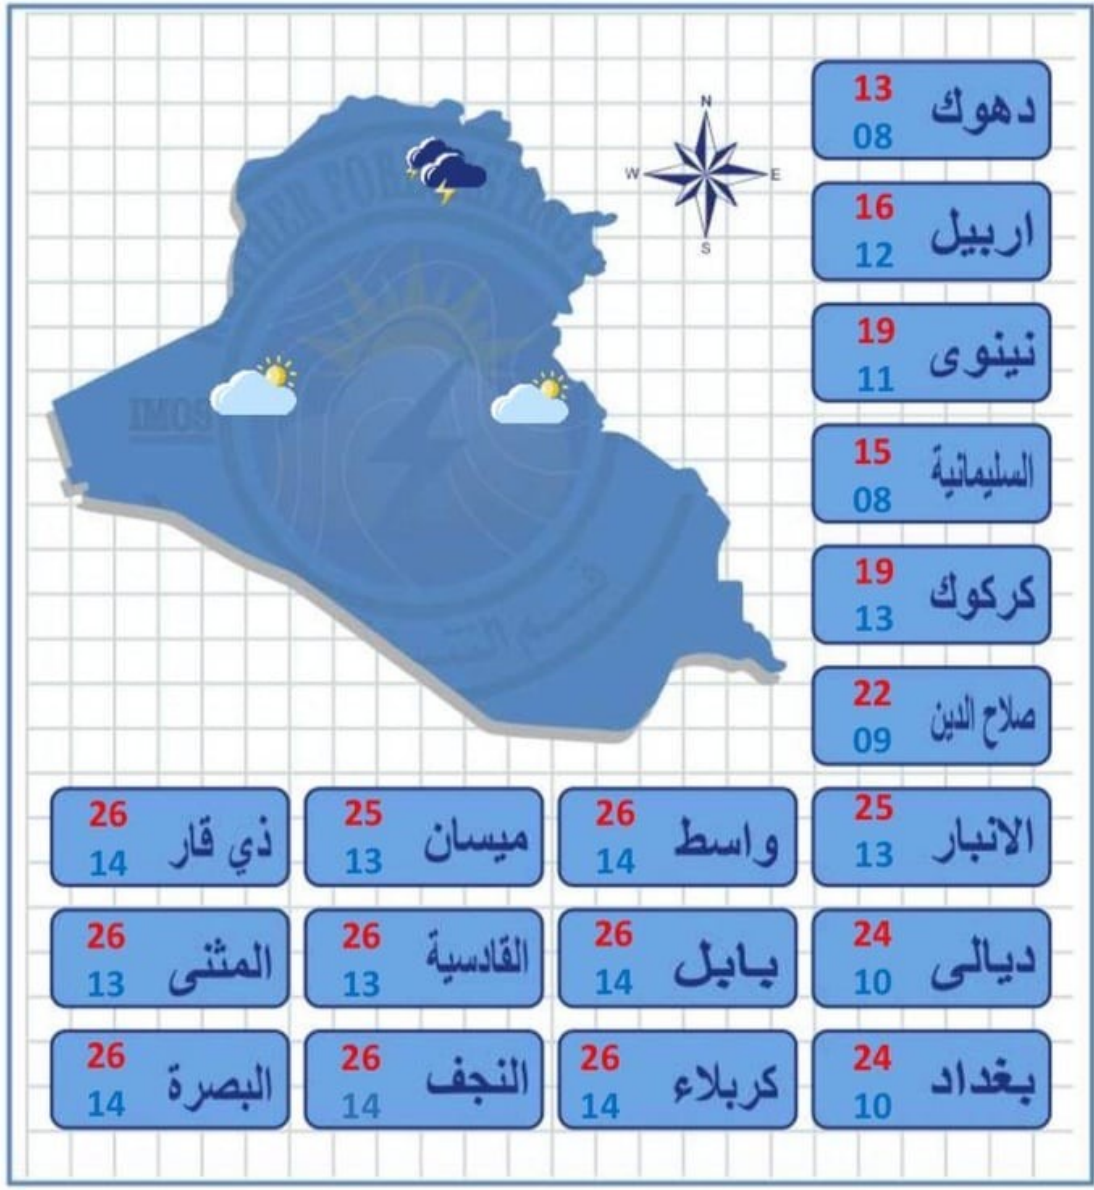 N
W E
S
دهوك 13 08
اربيل 16 12
نينوى 19 11
السليمانية 15 08
كركوك 19 13
صلاح الدين 22 09
الانبار 25 13
واسط 26 14
ميسان 25 13
ذي قار 26 14
ديالى 24 10
بابل 26 14
القادسية 26 13
المثنى 26 13
بغداد 24 10
كربلاء 26 14
النجف 26 14
البصرة 26 14
IMOS